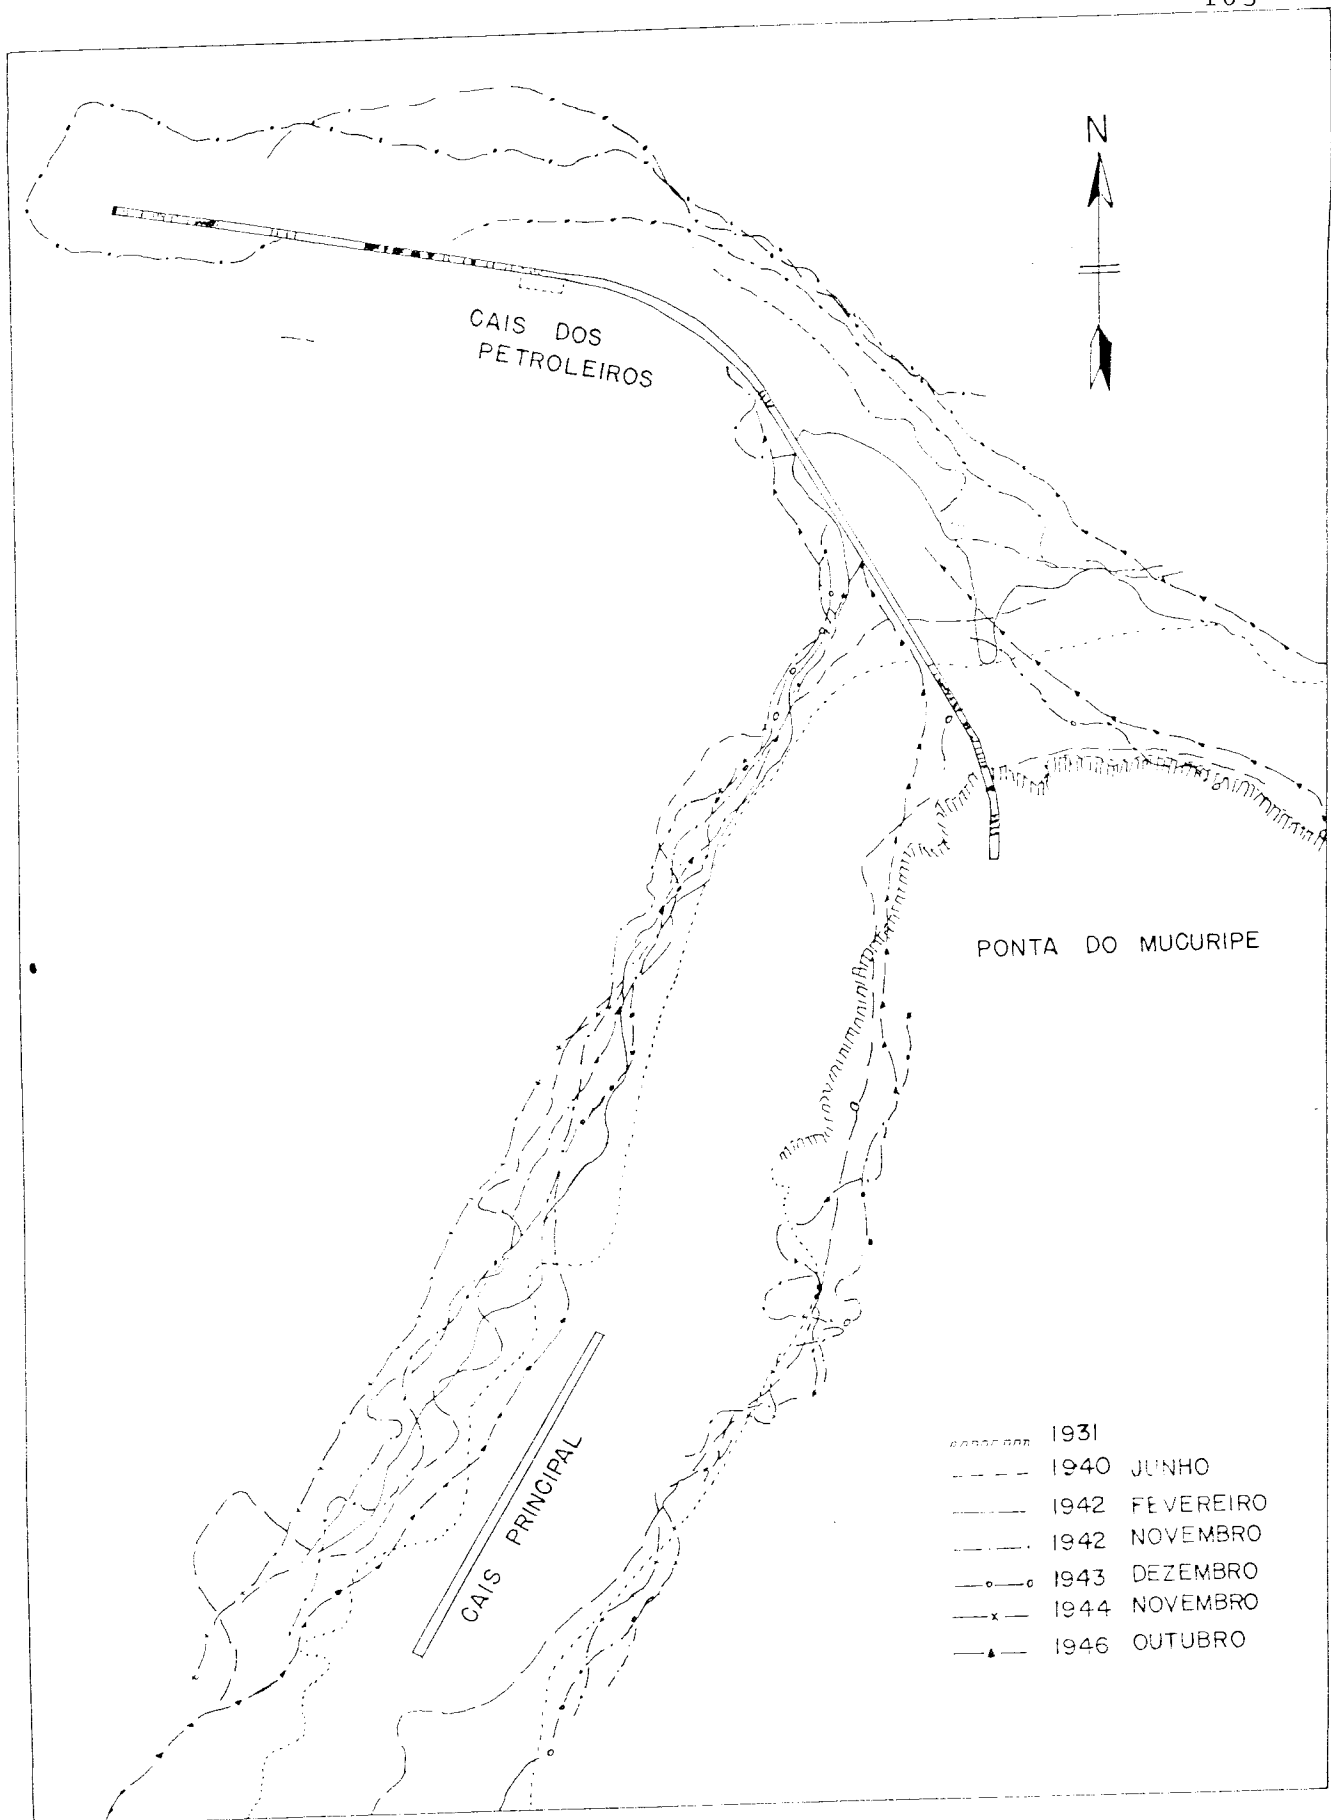 N
CAIS DOS
PETROLEIROS
PONTA DO MUCURIPE
CAIS PRINCIPAL
1931
1940 JUNHO
1942 FEVEREIRO
1942 NOVEMBRO
1943 DEZEMBRO
1944 NOVEMBRO
1946 OUTUBRO